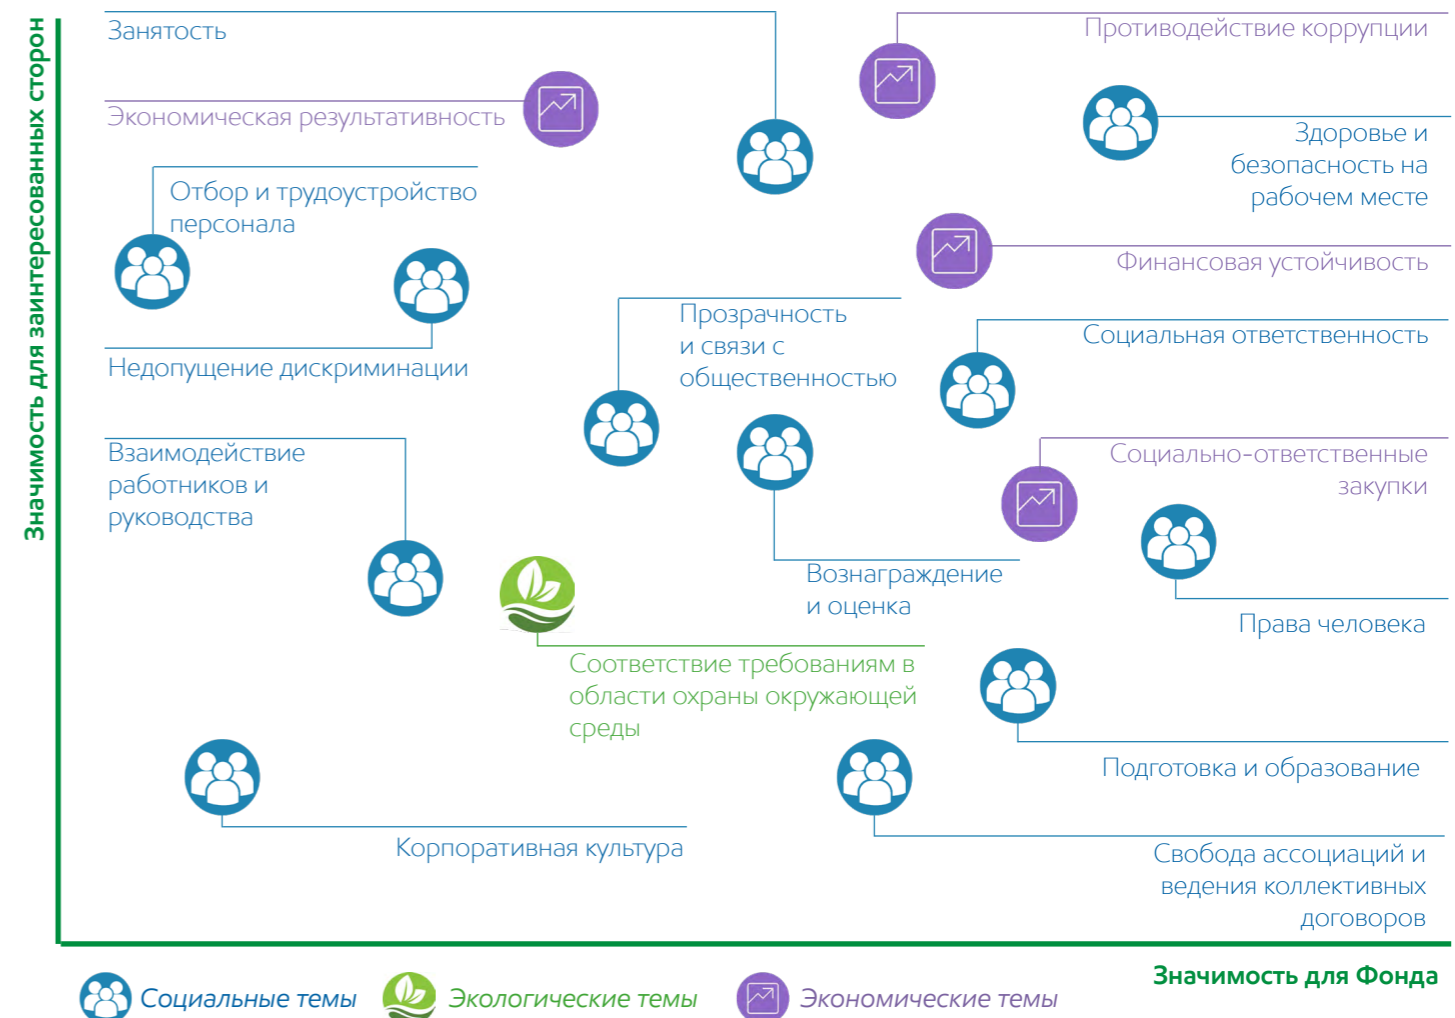 Значимость для заинтересованных сторон
Занятость
Противодействие коррупции
Экономическая результативность
Здоровье и
безопасность на
рабочем месте
Отбор и трудоустройство
персонала
Финансовая устойчивость
Прозрачность
и связи с
общественностью
Социальная ответственность
Недопущение дискриминации
Взаимодействие
работников и
руководства
Социально-ответственные
закупки
Вознаграждение
и оценка
Права человека
Соответствие требованиям в
области охраны окружающей
среды
Подготовка и образование
Корпоративная культура
Свобода ассоциаций и
ведения коллективных
договоров
Значимость для Фонда
Социальные темы
Экологические темы
Экономические темы